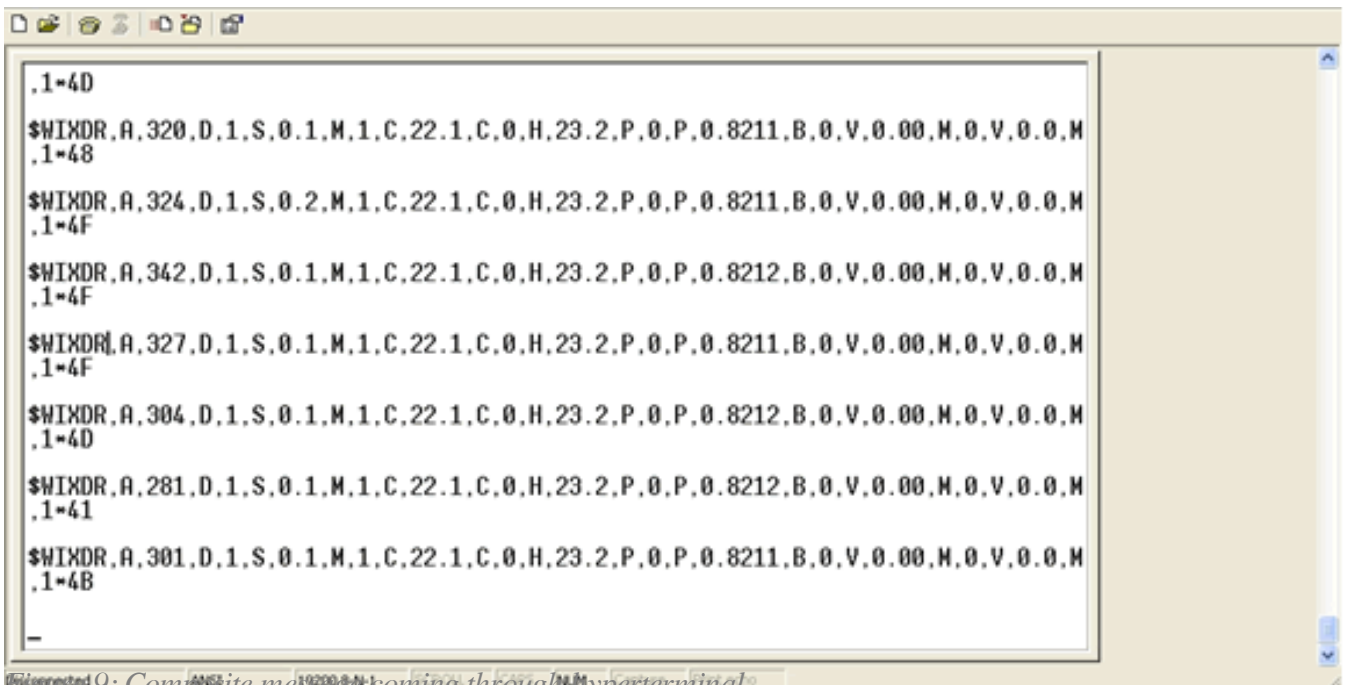 ,1*4D
$WIXDR,A,320,D,1,S,0.1,M,1,C,22.1,C,0,H,23.2,P,0,P,0.8211,B,0,V,0.00,M,0,V,0.0,M
,1*48
$WIXDR,A,324,D,1,S,0.2,M,1,C,22.1,C,0,H,23.2,P,0,P,0.8211,B,0,V,0.00,M,0,V,0.0,M
,1*4F
$WIXDR,A,342,D,1,S,0.1,M,1,C,22.1,C,0,H,23.2,P,0,P,0.8212,B,0,V,0.00,M,0,V,0.0,M
,1*4F
$WIXDR,A,327,D,1,S,0.1,M,1,C,22.1,C,0,H,23.2,P,0,P,0.8211,B,0,V,0.00,M,0,V,0.0,M
,1*4F
$WIXDR,A,304,D,1,S,0.1,M,1,C,22.1,C,0,H,23.2,P,0,P,0.8212,B,0,V,0.00,M,0,V,0.0,M
,1*4D
$WIXDR,A,281,D,1,S,0.1,M,1,C,22.1,C,0,H,23.2,P,0,P,0.8212,B,0,V,0.00,M,0,V,0.0,M
,1*41
$WIXDR,A,301,D,1,S,0.1,M,1,C,22.1,C,0,H,23.2,P,0,P,0.8211,B,0,V,0.00,M,0,V,0.0,M
,1*4B
9: coming through hyperterminal
19200 8-N-1 NUM